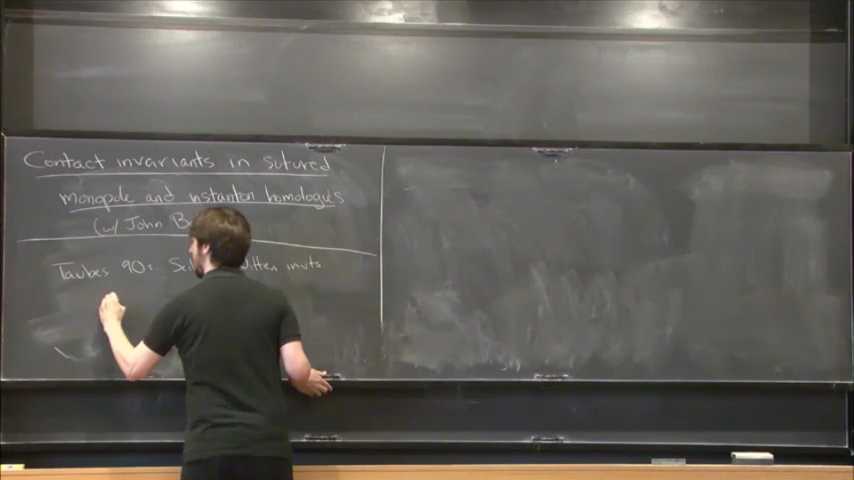 Contact invariants in sutured
monopole and instanton homologies
(w/ John B
Taubes 90s: Sei itten invts